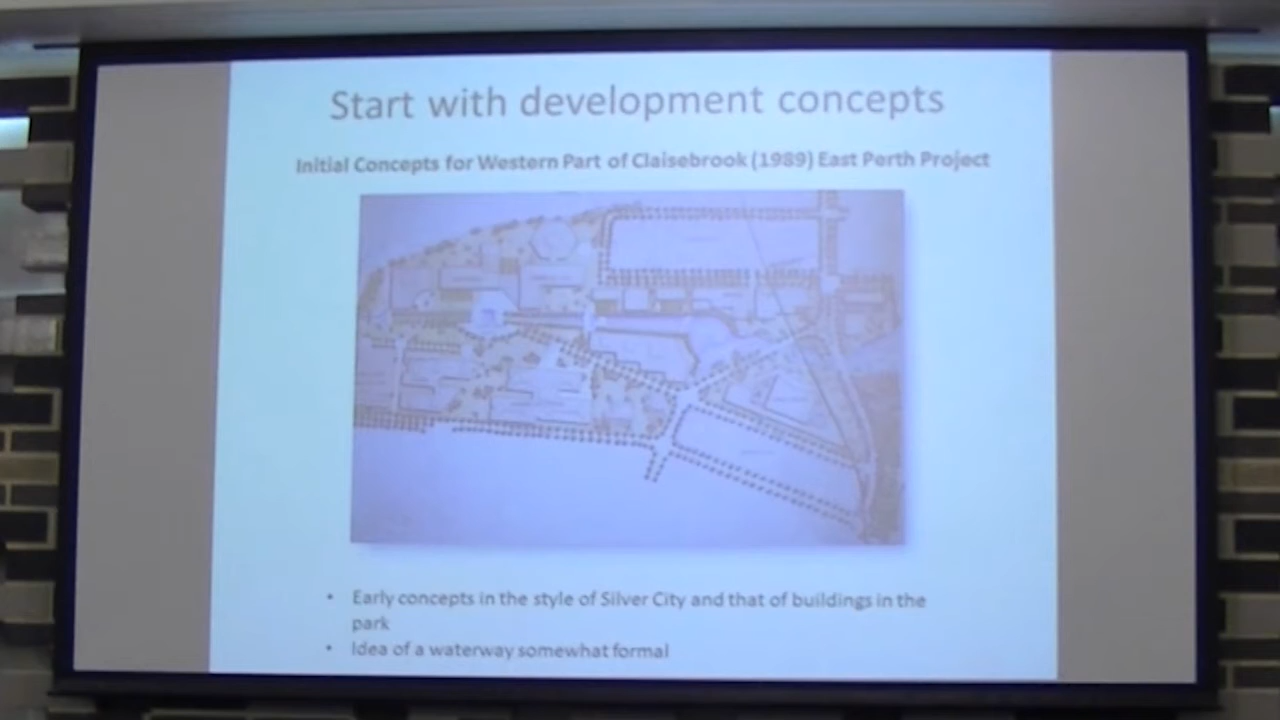 Start with development concepts
Initial Concepts for Western Part of Claisebrook (1989) East Perth Project
• Early concepts in the style of Silver City and that of buildings in the
park
• Idea of a waterway somewhat formal